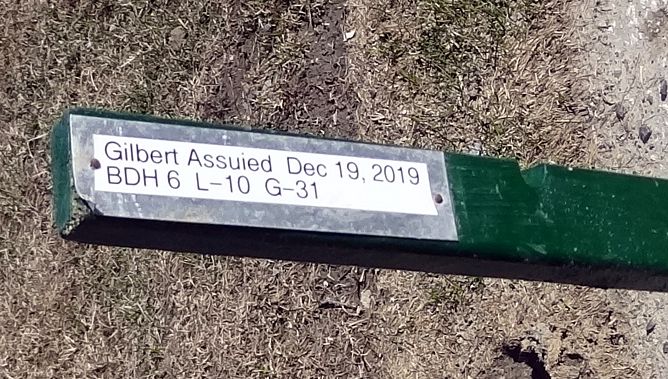 Gilbert Assuied Dec 19, 2019
BDH 6 L-10 G-31